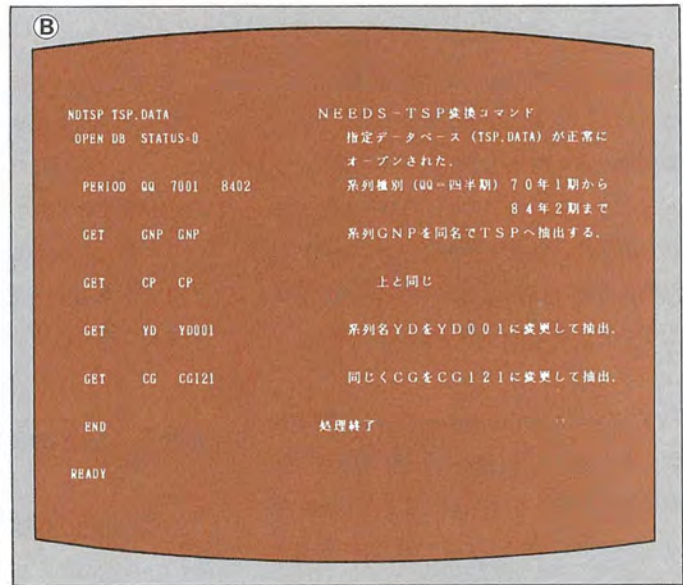 Ⓑ
NDTSP TSP.DATA　　NEEDS-TSP変換コマンド
OPEN DB STATUS=0　　指定データベース (TSP.DATA) が正常に
オープンされた.
PERIOD QQ 7001 8402　　系列種別 (QQ=四半期) 70年1期から
84年2期まで
GET GNP GNP　　系列GNPを同名でTSPへ抽出する.
GET CP CP　　上と同じ
GET YD YD001　　系列名YDをYD001に変更して抽出.
GET CG CG121　　同じくCGをCG121に変更して抽出.
END　　処理終了
READY